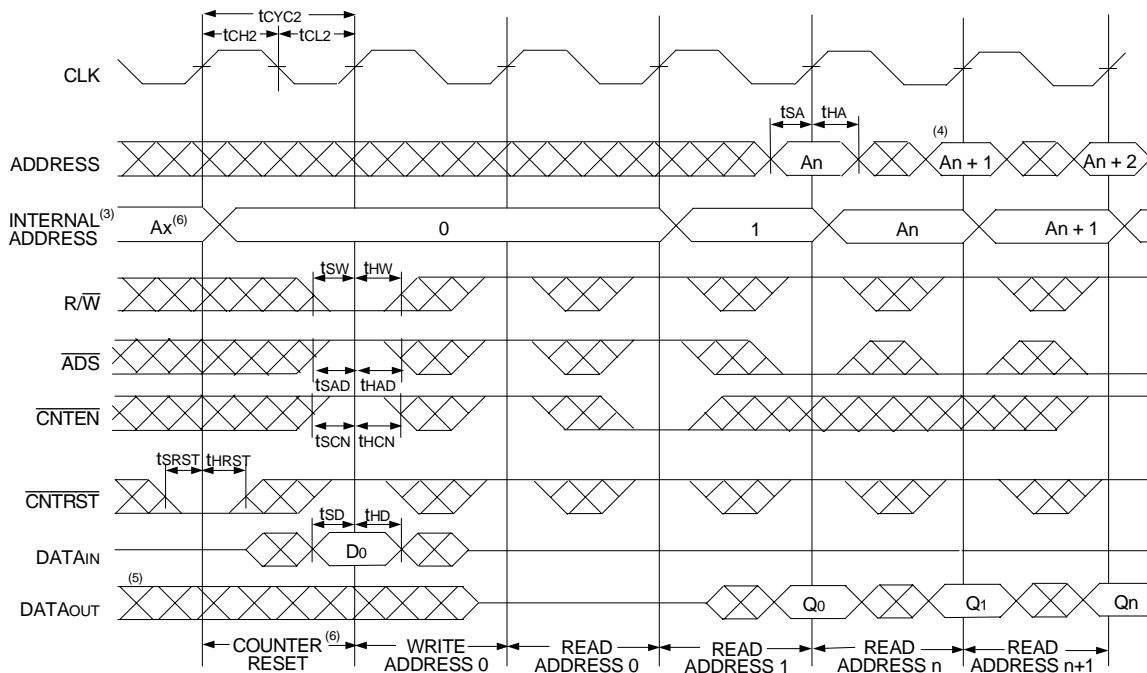 tCYC2
tCH2 tCL2
CLK
tSA tHA
ADDRESS An (4) An + 1 An + 2
INTERNAL(3) ADDRESS Ax(6) 0 1 An An + 1
tSW tHW
R/W̅
A̅D̅S̅
tSAD tHAD
C̅N̅T̅E̅N̅
tSCN tHCN
tSRST tHRST
C̅N̅T̅R̅S̅T̅
tSD tHD
DATAIN D0
(5)
DATAOUT Q0 Q1 Qn
COUNTER(6) RESET WRITE ADDRESS 0 READ ADDRESS 0 READ ADDRESS 1 READ ADDRESS n READ ADDRESS n+1